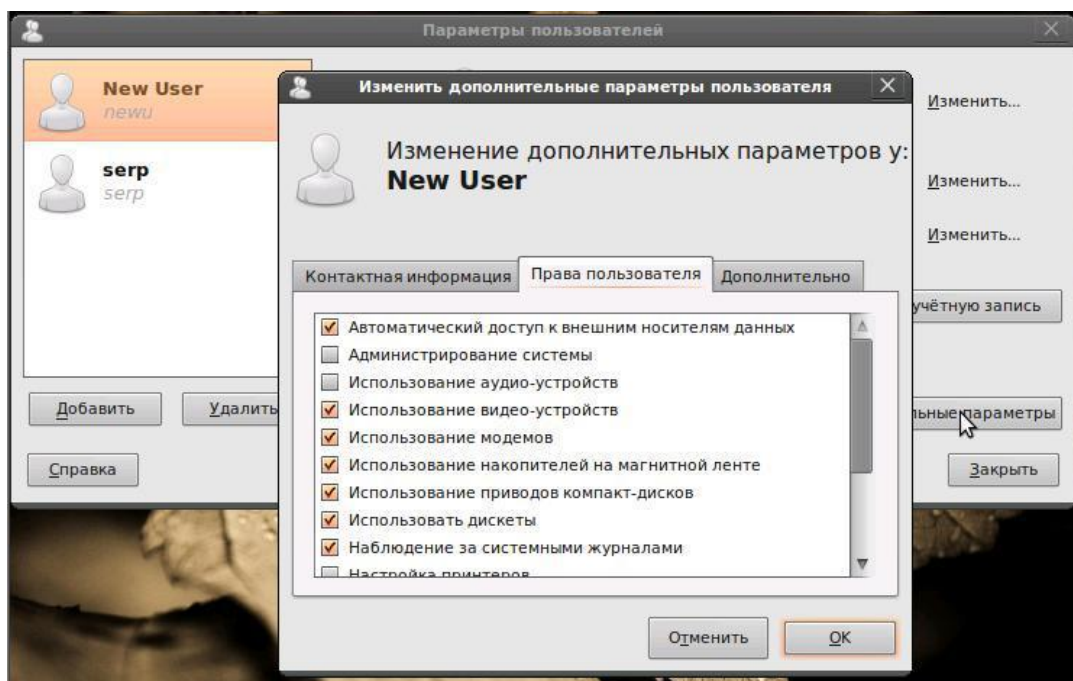 Параметры пользователей
New User
newu
serp
serp
Добавить
Удалить
Справка
Изменить...
Изменить...
Изменить...
учётную запись
параметры
Закрыть
Изменить дополнительные параметры пользователя
Изменение дополнительных параметров у:
New User
Контактная информация
Права пользователя
Дополнительно
Автоматический доступ к внешним носителям данных
Администрирование системы
Использование аудио-устройств
Использование видео-устройств
Использование модемов
Использование накопителей на магнитной ленте
Использование приводов компакт-дисков
Использовать дискеты
Наблюдение за системными журналами
Настройка принтеров
Отменить
OK